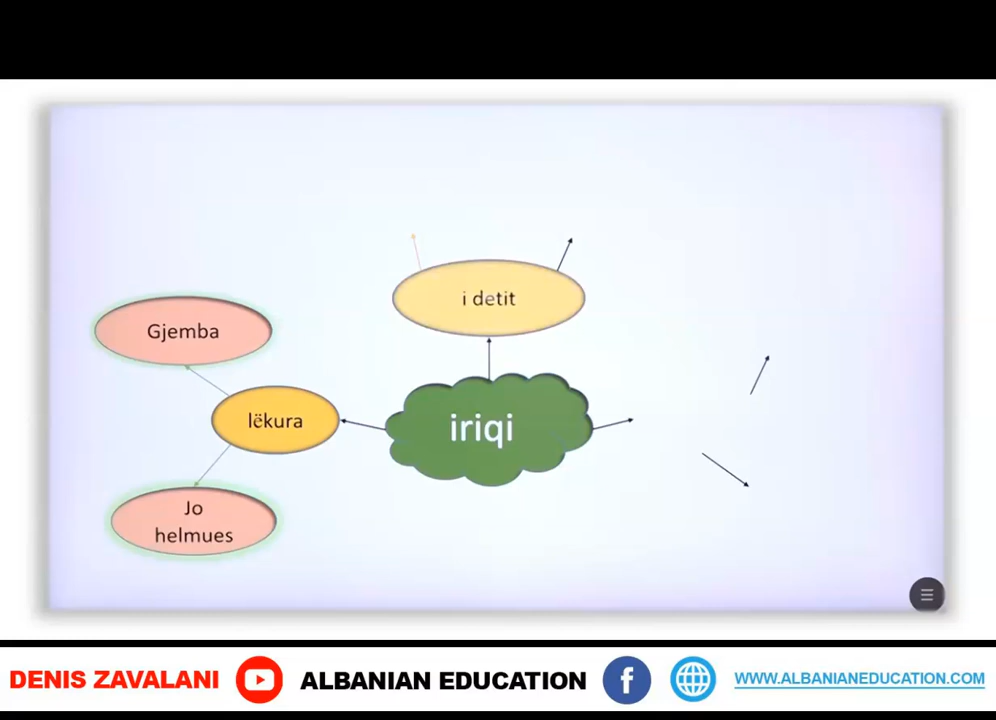 i detit
Gjemba
lëkura
iriqi
Jo
helmues
DENIS ZAVALANI
ALBANIAN EDUCATION
WWW.ALBANIANEDUCATION.COM